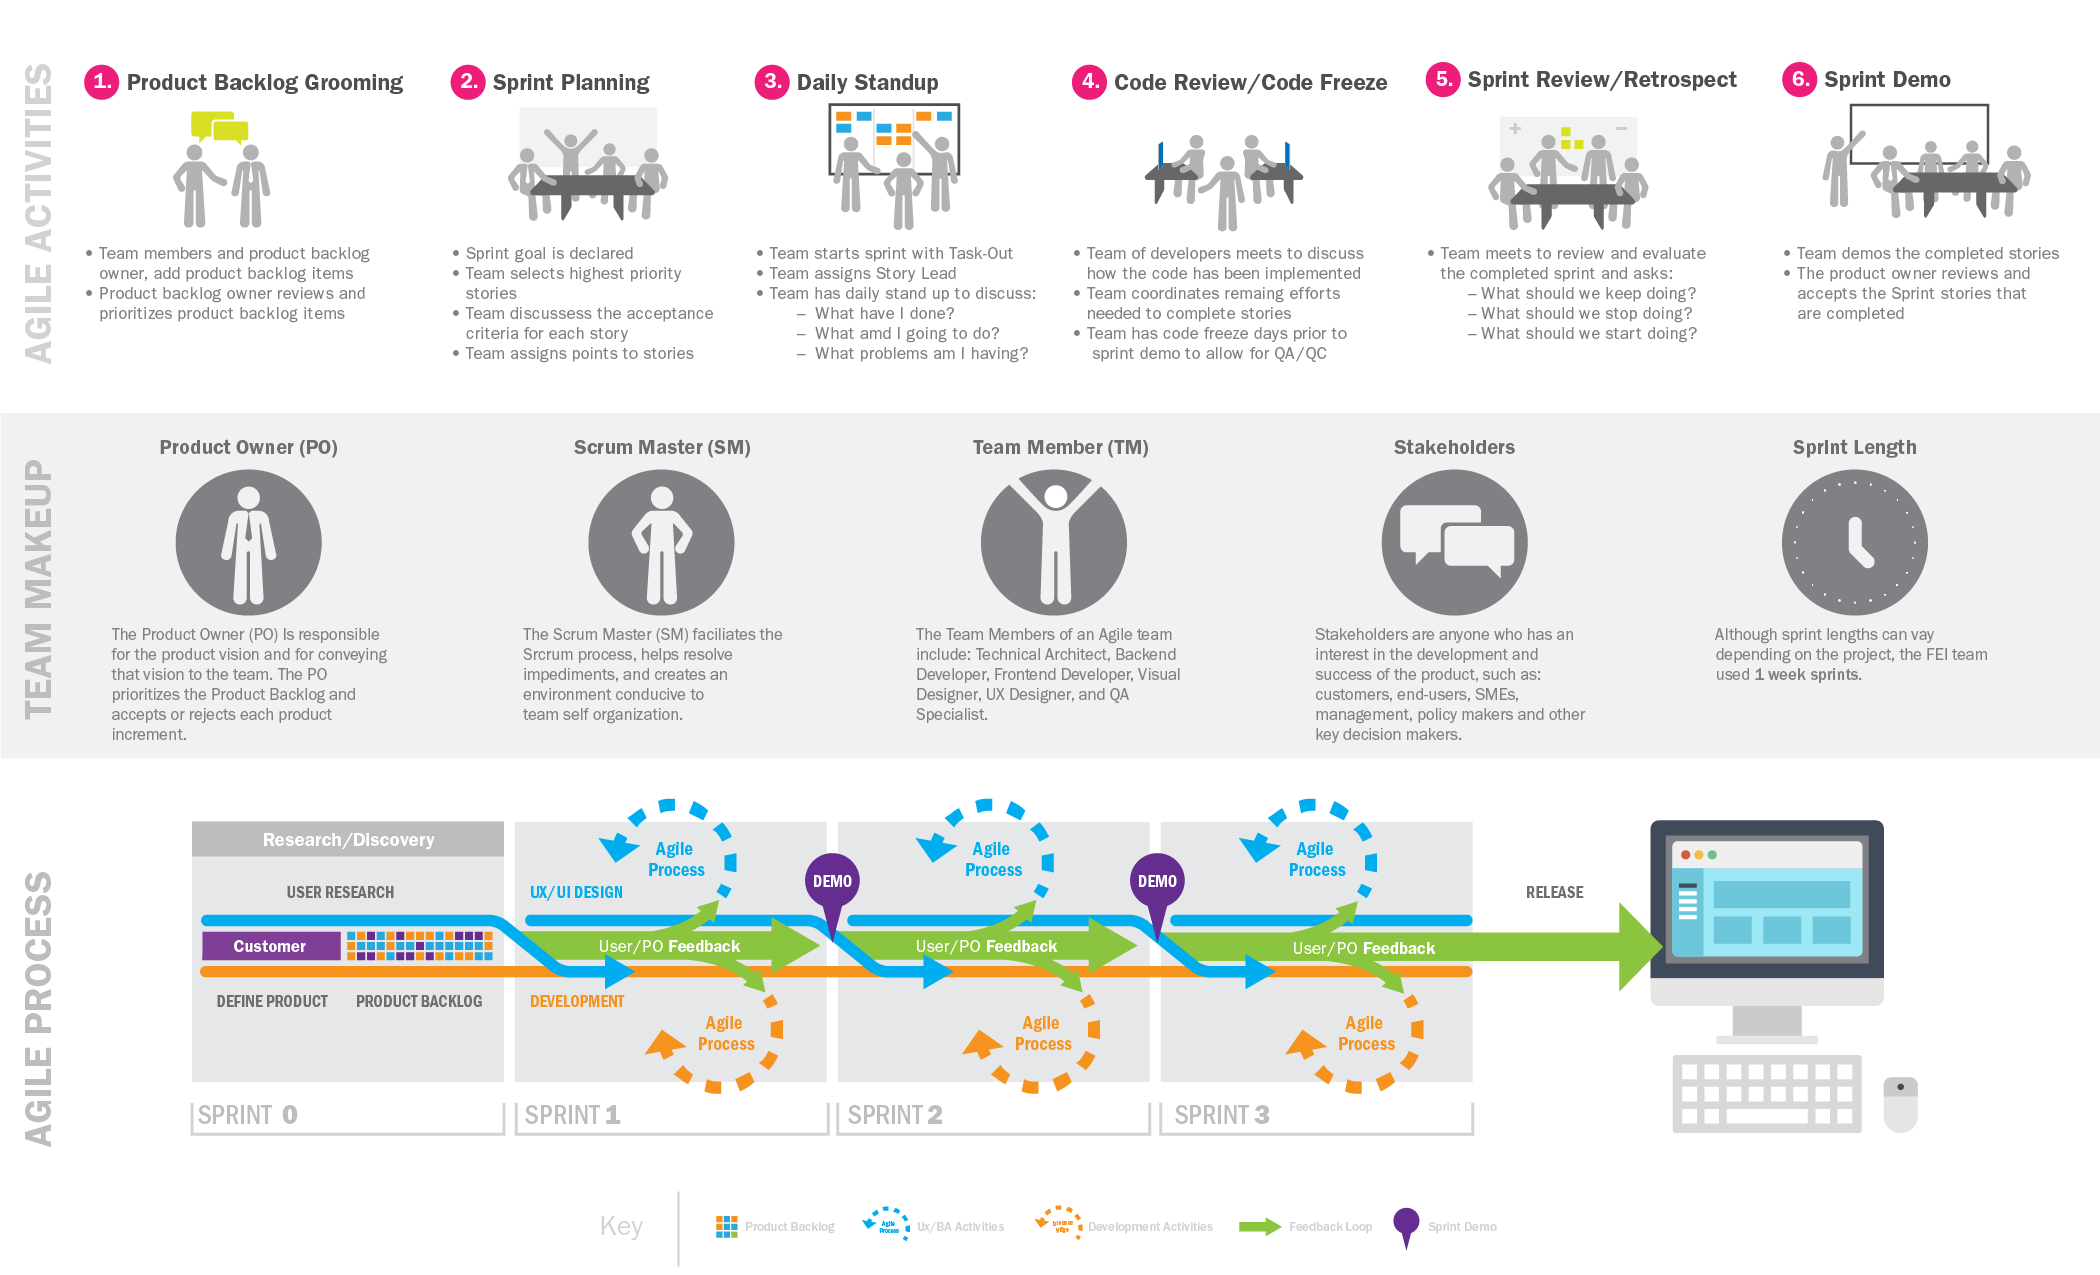 AGILE ACTIVITIES
1. Product Backlog Grooming
• Team members and product backlog
owner, add product backlog items
• Product backlog owner reviews and
prioritizes product backlog items
2. Sprint Planning
• Sprint goal is declared
• Team selects highest priority
stories
• Team discussess the acceptance
criteria for each story
• Team assigns points to stories
3. Daily Standup
• Team starts sprint with Task-Out
• Team assigns Story Lead
• Team has daily stand up to discuss:
– What have I done?
– What amd I going to do?
– What problems am I having?
4. Code Review/Code Freeze
• Team of developers meets to discuss
how the code has been implemented
• Team coordinates remaing efforts
needed to complete stories
• Team has code freeze days prior to
sprint demo to allow for QA/QC
5. Sprint Review/Retrospect
+ –
• Team meets to review and evaluate
the completed sprint and asks:
– What should we keep doing?
– What should we stop doing?
– What should we start doing?
6. Sprint Demo
• Team demos the completed stories
• The product owner reviews and
accepts the Sprint stories that
are completed
TEAM MAKEUP
Product Owner (PO)
The Product Owner (PO) Is responsible
for the product vision and for conveying
that vision to the team. The PO
prioritizes the Product Backlog and
accepts or rejects each product
increment.
Scrum Master (SM)
The Scrum Master (SM) faciliates the
Srcrum process, helps resolve
impediments, and creates an
environment conducive to
team self organization.
Team Member (TM)
The Team Members of an Agile team
include: Technical Architect, Backend
Developer, Frontend Developer, Visual
Designer, UX Designer, and QA
Specialist.
Stakeholders
Stakeholders are anyone who has an
interest in the development and
success of the product, such as:
customers, end-users, SMEs,
management, policy makers and other
key decision makers.
Sprint Length
Although sprint lengths can vay
depending on the project, the FEI team
used 1 week sprints.
AGILE PROCESS
Research/Discovery
USER RESEARCH
Customer
DEFINE PRODUCT
PRODUCT BACKLOG
SPRINT 0
Agile
Process
UX/UI DESIGN
User/PO Feedback
DEVELOPMENT
Agile
Process
SPRINT 1
DEMO
Agile
Process
User/PO Feedback
Agile
Process
SPRINT 2
DEMO
Agile
Process
User/PO Feedback
Agile
Process
SPRINT 3
RELEASE
Key
Product Backlog
Agile
Process
Ux/BA Activities
Process
Agile
Development Activities
Feedback Loop
Sprint Demo